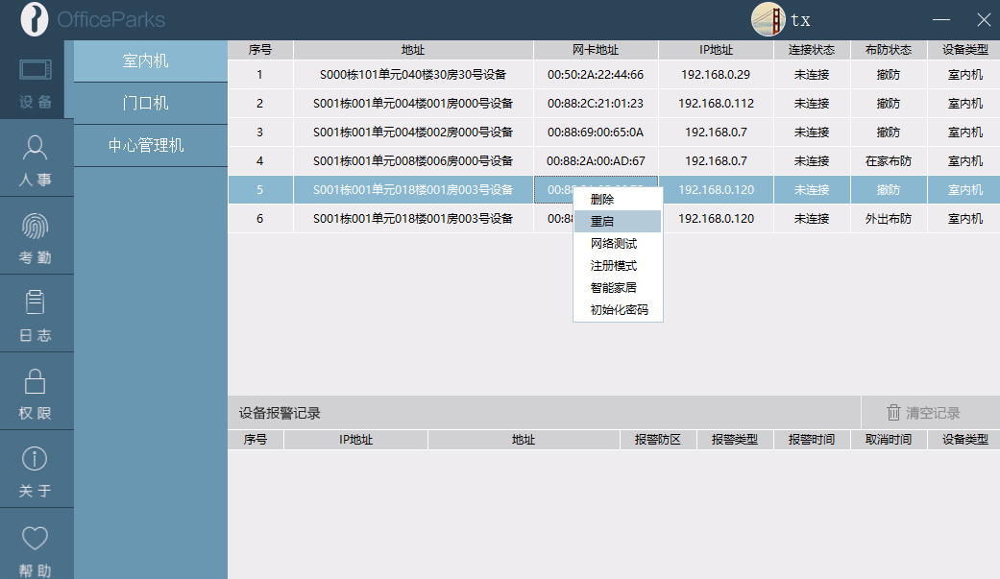 OfficeParks
tx
设备
人事
考勤
日志
权限
关于
帮助
室内机
门口机
中心管理机
序号 地址 网卡地址 IP地址 连接状态 布防状态 设备类型
1 S000栋101单元040楼30房30号设备 00:50:2A:22:44:66 192.168.0.29 未连接 撤防 室内机
2 S001栋001单元004楼001房000号设备 00:88:2C:21:01:23 192.168.0.112 未连接 撤防 室内机
3 S001栋001单元004楼002房000号设备 00:88:69:00:65:0A 192.168.0.7 未连接 撤防 室内机
4 S001栋001单元008楼006房000号设备 00:88:2A:00:AD:67 192.168.0.7 未连接 在家布防 室内机
5 S001栋001单元018楼001房003号设备 00:88 192.168.0.120 未连接 撤防 室内机
6 S001栋001单元018楼001房003号设备 00:88 192.168.0.120 未连接 外出布防 室内机
删除
重启
网络测试
注册模式
智能家居
初始化密码
设备报警记录 清空记录
序号 IP地址 地址 报警防区 报警类型 报警时间 取消时间 设备类型